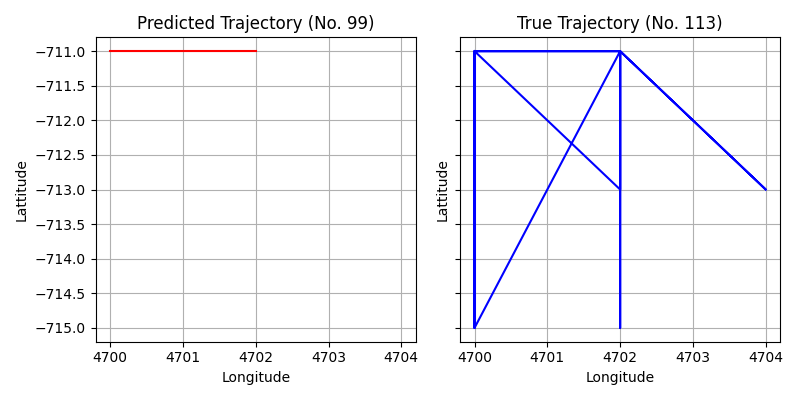 Predicted Trajectory (No. 99)
True Trajectory (No. 113)
−711.0
−711.5
−712.0
−712.5
−713.0
−713.5
−714.0
−714.5
−715.0
Lattitude
Lattitude
4700 4701 4702 4703 4704
4700 4701 4702 4703 4704
Longitude
Longitude